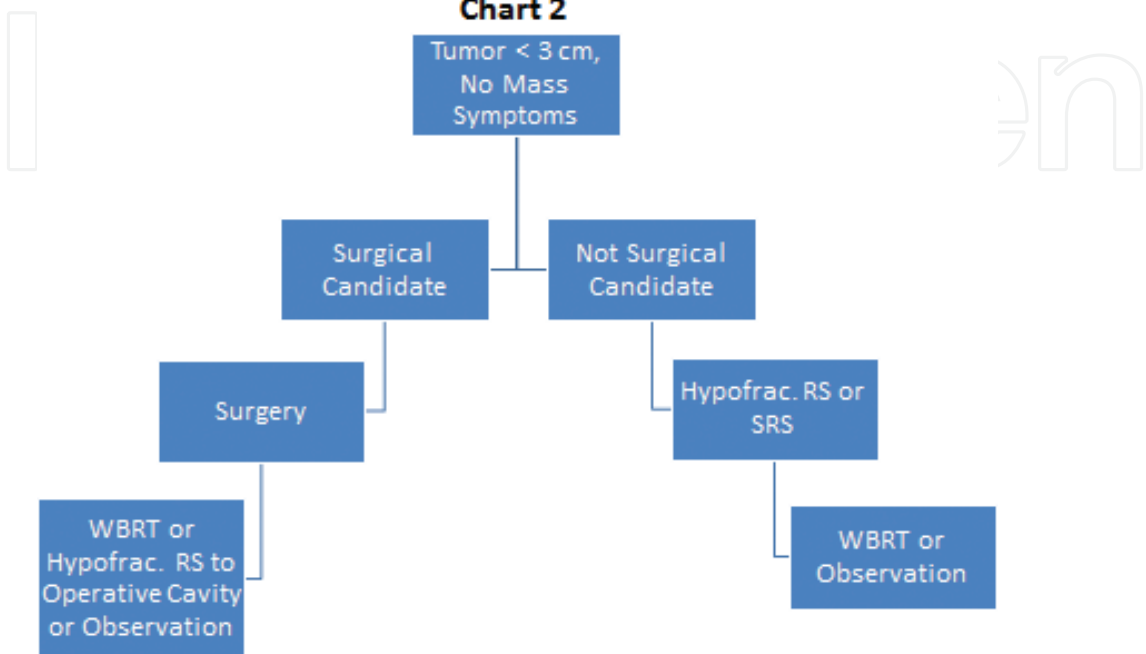 Chart 2
Tumor < 3 cm,
No Mass
Symptoms
Surgical
Candidate
Not Surgical
Candidate
Surgery
Hypofrac. RS or
SRS
WBRT or
Hypofrac. RS to
Operative Cavity
or Observation
WBRT or
Observation